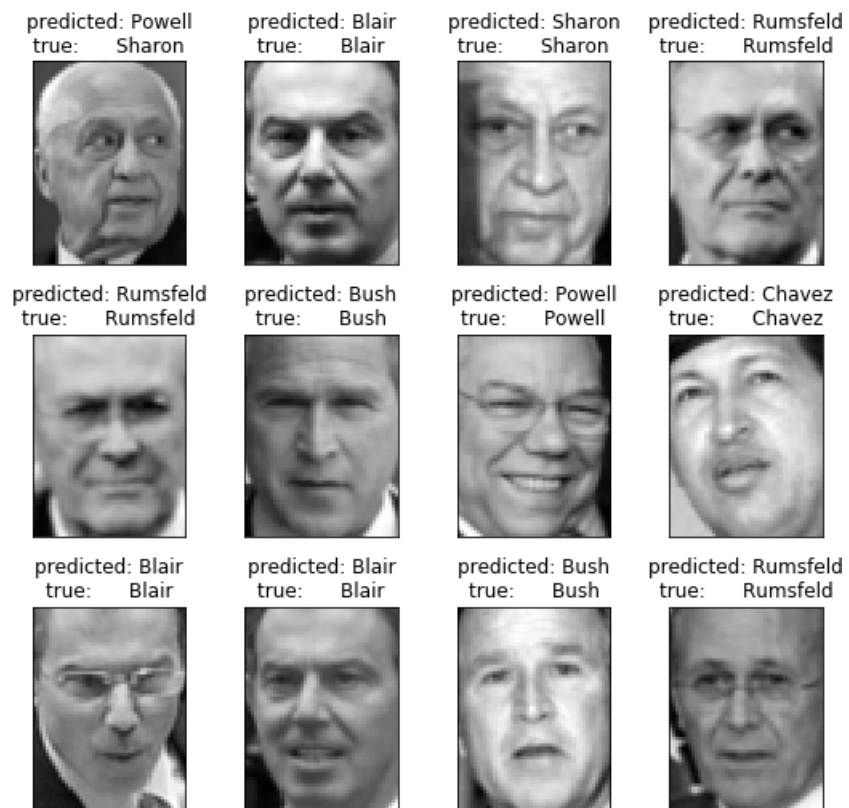 predicted: Powell
true: Sharon
predicted: Blair
true: Blair
predicted: Sharon
true: Sharon
predicted: Rumsfeld
true: Rumsfeld
predicted: Rumsfeld
true: Rumsfeld
predicted: Bush
true: Bush
predicted: Powell
true: Powell
predicted: Chavez
true: Chavez
predicted: Blair
true: Blair
predicted: Blair
true: Blair
predicted: Bush
true: Bush
predicted: Rumsfeld
true: Rumsfeld